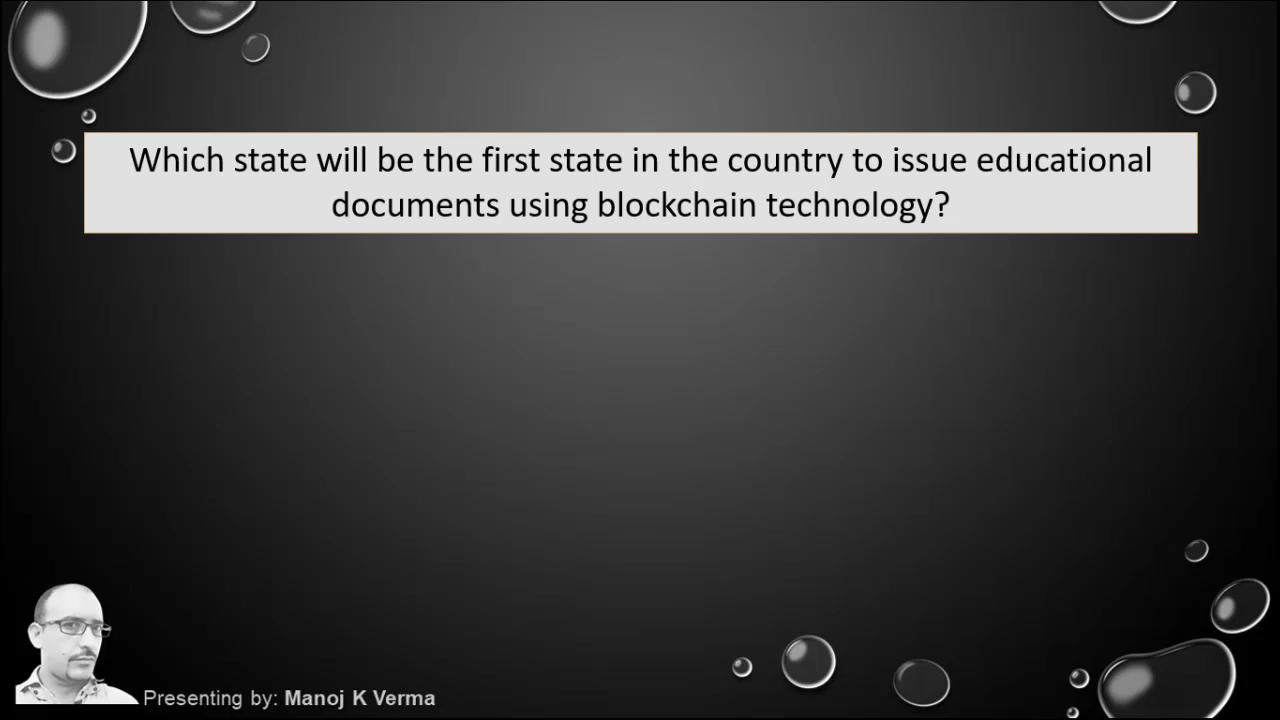 Which state will be the first state in the country to issue educational
documents using blockchain technology?
Presenting by: Manoj K Verma